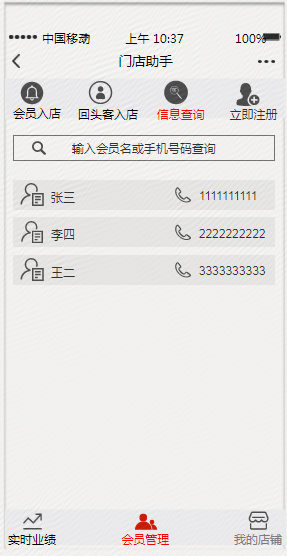 中国移动 上午 10:37 100%
门店助手
会员入店 回头客入店 信息查询 立即注册
输入会员名或手机号码查询
张三 1111111111
李四 2222222222
王二 3333333333
实时业绩 会员管理 我的店铺